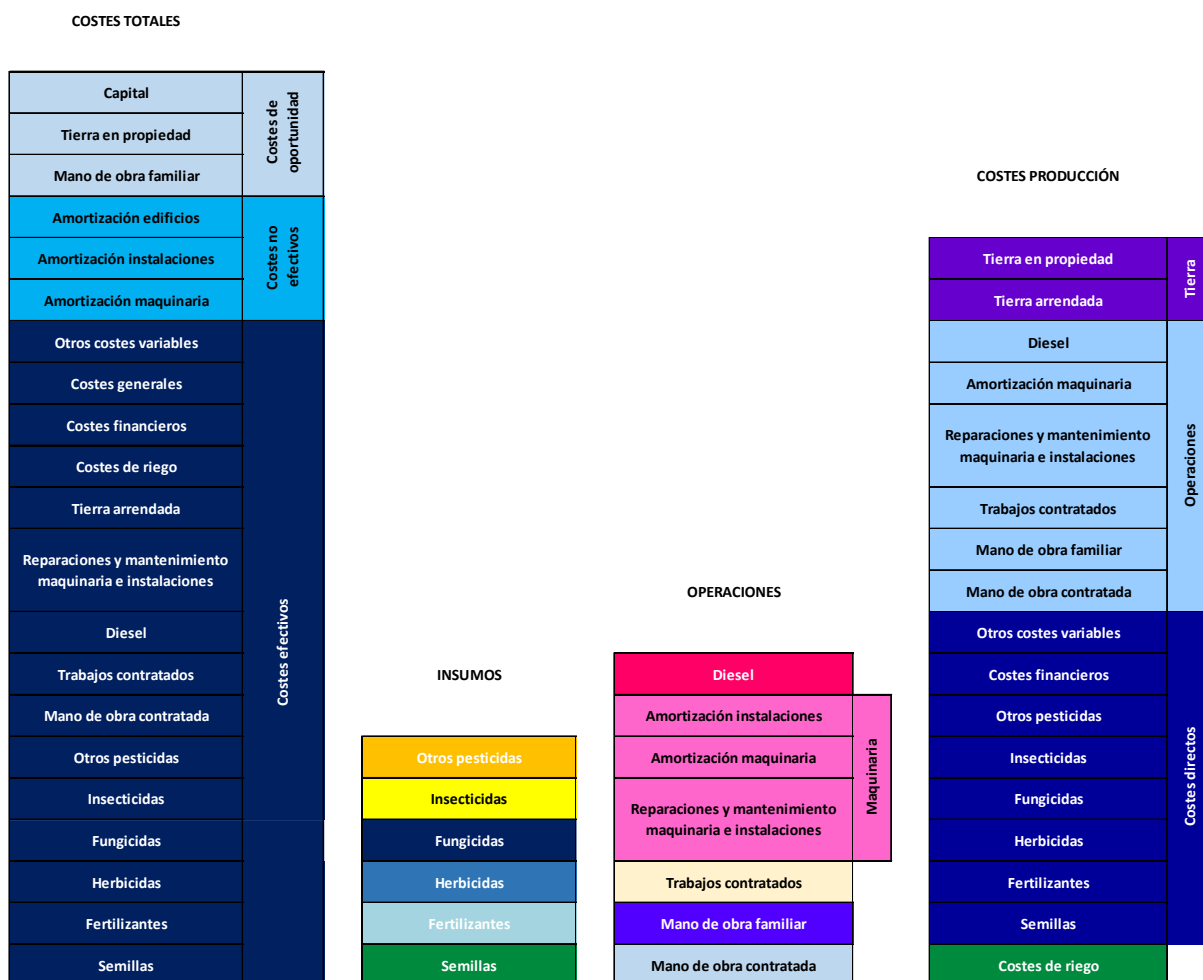 COSTES TOTALES
Capital
Tierra en propiedad
Mano de obra familiar
Costes de
oportunidad
Amortización edificios
Amortización instalaciones
Amortización maquinaria
Costes no
efectivos
Otros costes variables
Costes generales
Costes financieros
Costes de riego
Tierra arrendada
Reparaciones y mantenimiento
maquinaria e instalaciones
Diesel
Trabajos contratados
Mano de obra contratada
Otros pesticidas
Insecticidas
Fungicidas
Herbicidas
Fertilizantes
Semillas
Costes efectivos
INSUMOS
Otros pesticidas
Insecticidas
Fungicidas
Herbicidas
Fertilizantes
Semillas
OPERACIONES
Diesel
Amortización instalaciones
Amortización maquinaria
Reparaciones y mantenimiento
maquinaria e instalaciones
Maquinaria
Trabajos contratados
Mano de obra familiar
Mano de obra contratada
COSTES PRODUCCIÓN
Tierra en propiedad
Tierra arrendada
Tierra
Diesel
Amortización maquinaria
Reparaciones y mantenimiento
maquinaria e instalaciones
Trabajos contratados
Mano de obra familiar
Mano de obra contratada
Operaciones
Otros costes variables
Costes financieros
Otros pesticidas
Insecticidas
Fungicidas
Herbicidas
Fertilizantes
Semillas
Costes directos
Costes de riego